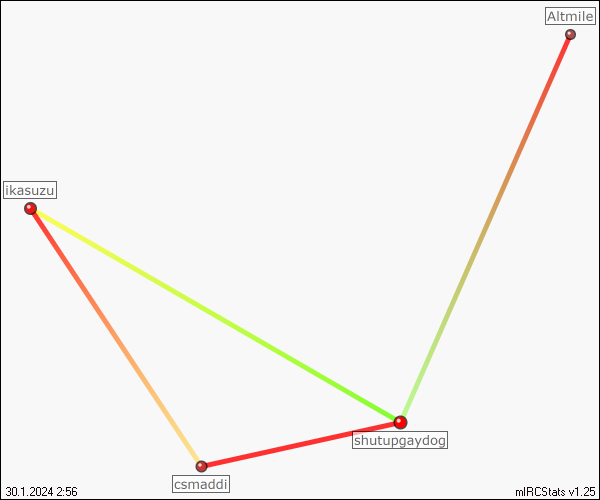 Altmile
ikasuzu
shutupgaydog
csmaddi
30.1.2024 2:56
mIRCStats v1.25